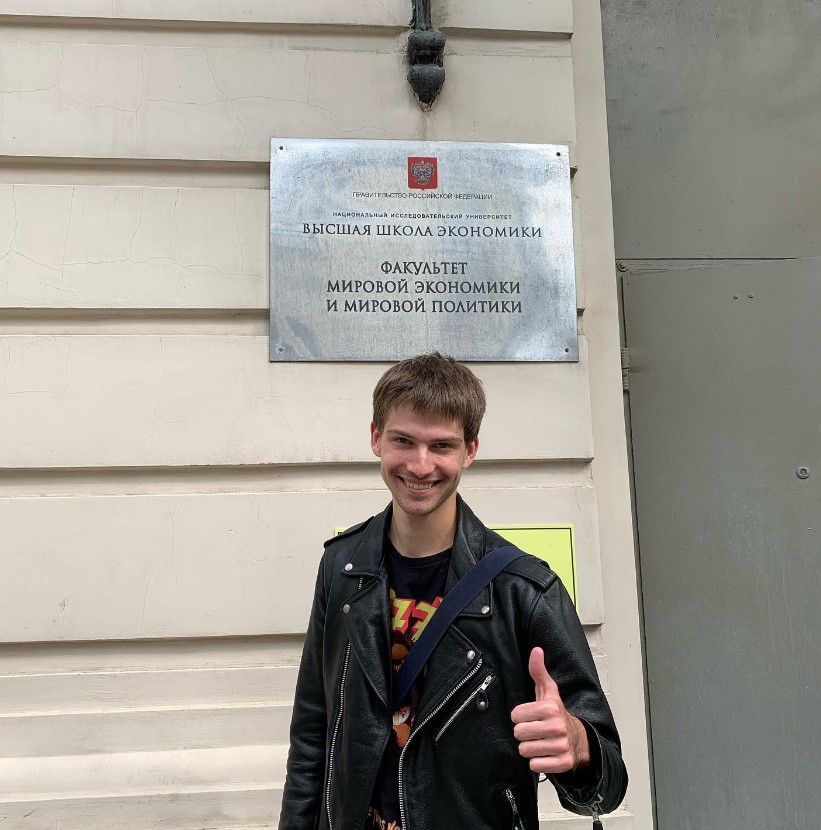 ПРАВИТЕЛЬСТВО РОССИЙСКОЙ ФЕДЕРАЦИИ
НАЦИОНАЛЬНЫЙ ИССЛЕДОВАТЕЛЬСКИЙ УНИВЕРСИТЕТ
ВЫСШАЯ ШКОЛА ЭКОНОМИКИ
ФАКУЛЬТЕТ
МИРОВОЙ ЭКОНОМИКИ
И МИРОВОЙ ПОЛИТИКИ